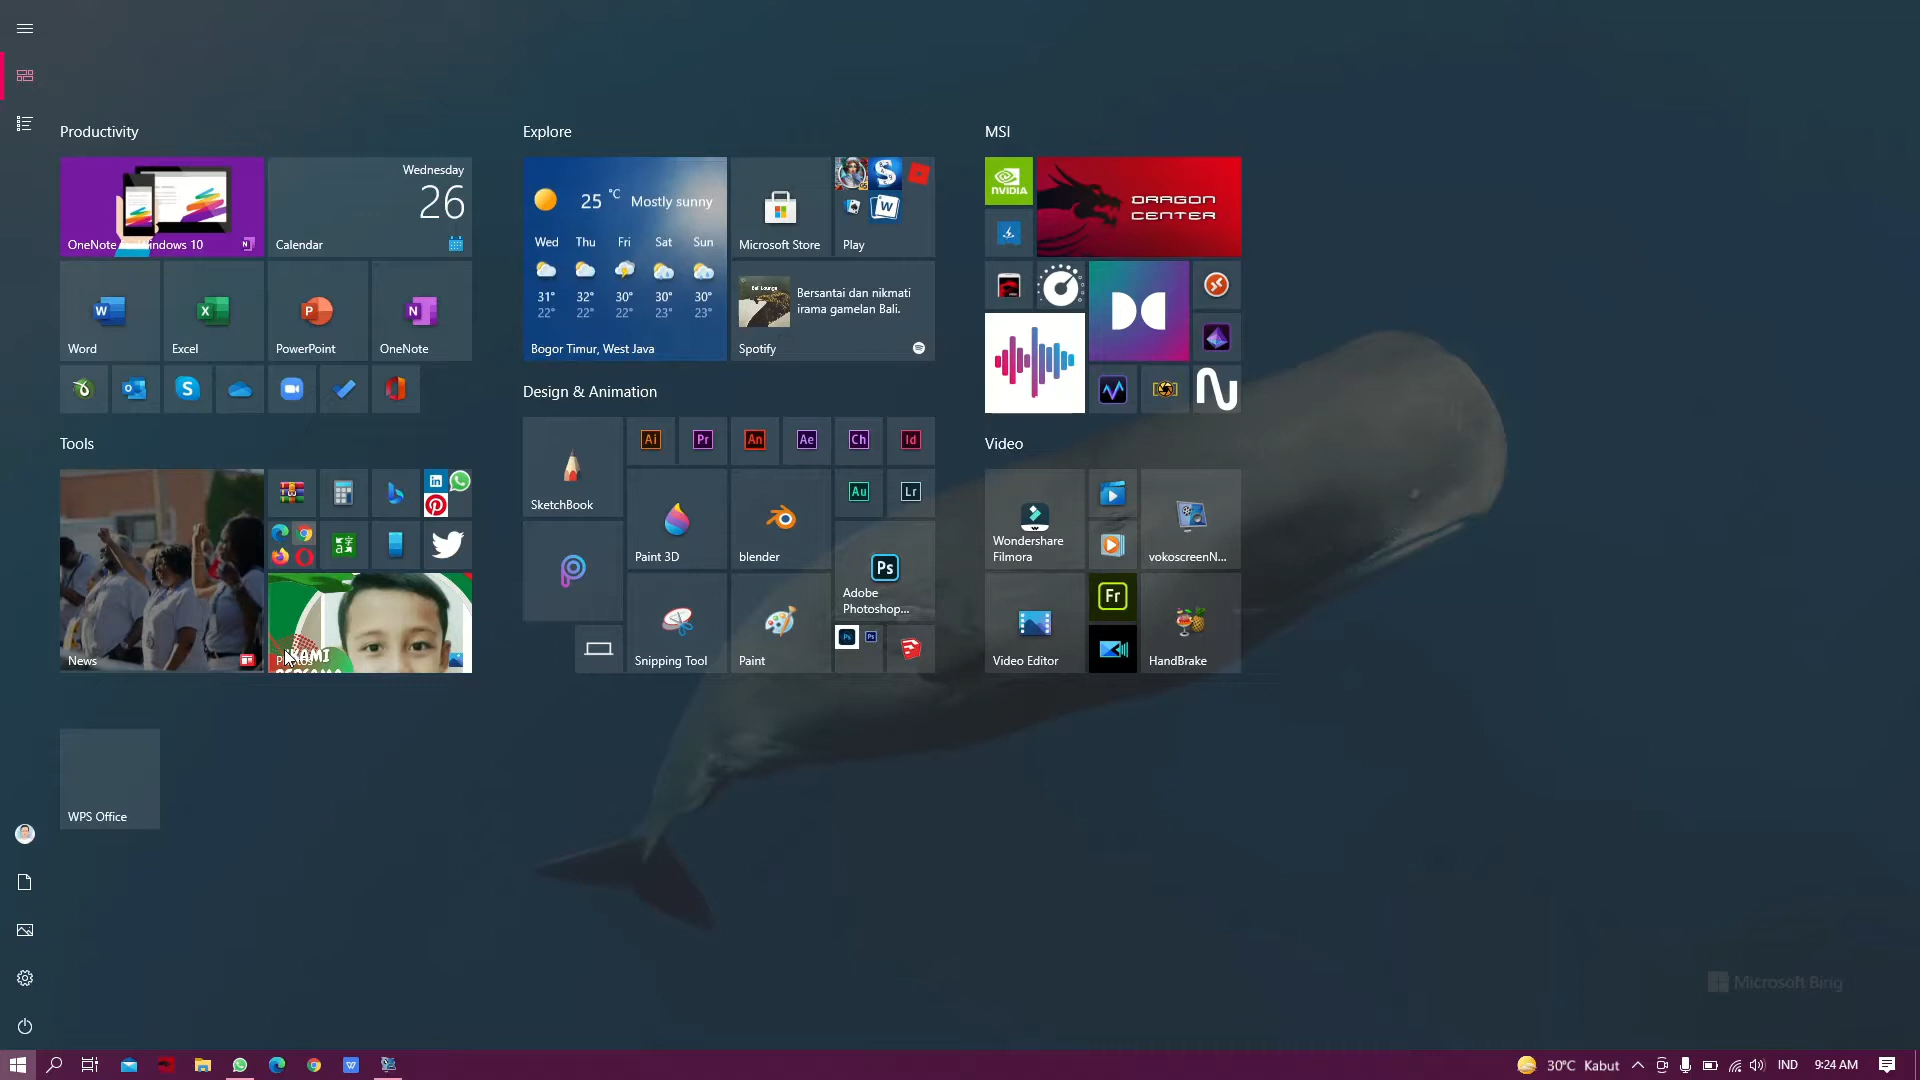 Productivity
OneNote
Windows 10
Wednesday
26
Calendar
Word
Excel
PowerPoint
OneNote
Tools
News
KAMI
WPS Office
Explore
25 °C Mostly sunny
Wed Thu Fri Sat Sun
31° 32° 30° 30° 30°
22° 22° 22° 23° 23°
Bogor Timur, West Java
Microsoft Store
Play
Bersantai dan nikmati
irama gamelan Bali.
Spotify
Design & Animation
SketchBook
Ai Pr An Ae Ch Id
Au Lr
Paint 3D
blender
Ps
Adobe
Photoshop...
Snipping Tool
Paint
MSI
NVIDIA
DRAGON
CENTER
Video
Wondershare
Filmora
vokoscreenN...
Video Editor
Fr
HandBrake
Microsoft Bing
30°C Kabut
IND
9:24 AM